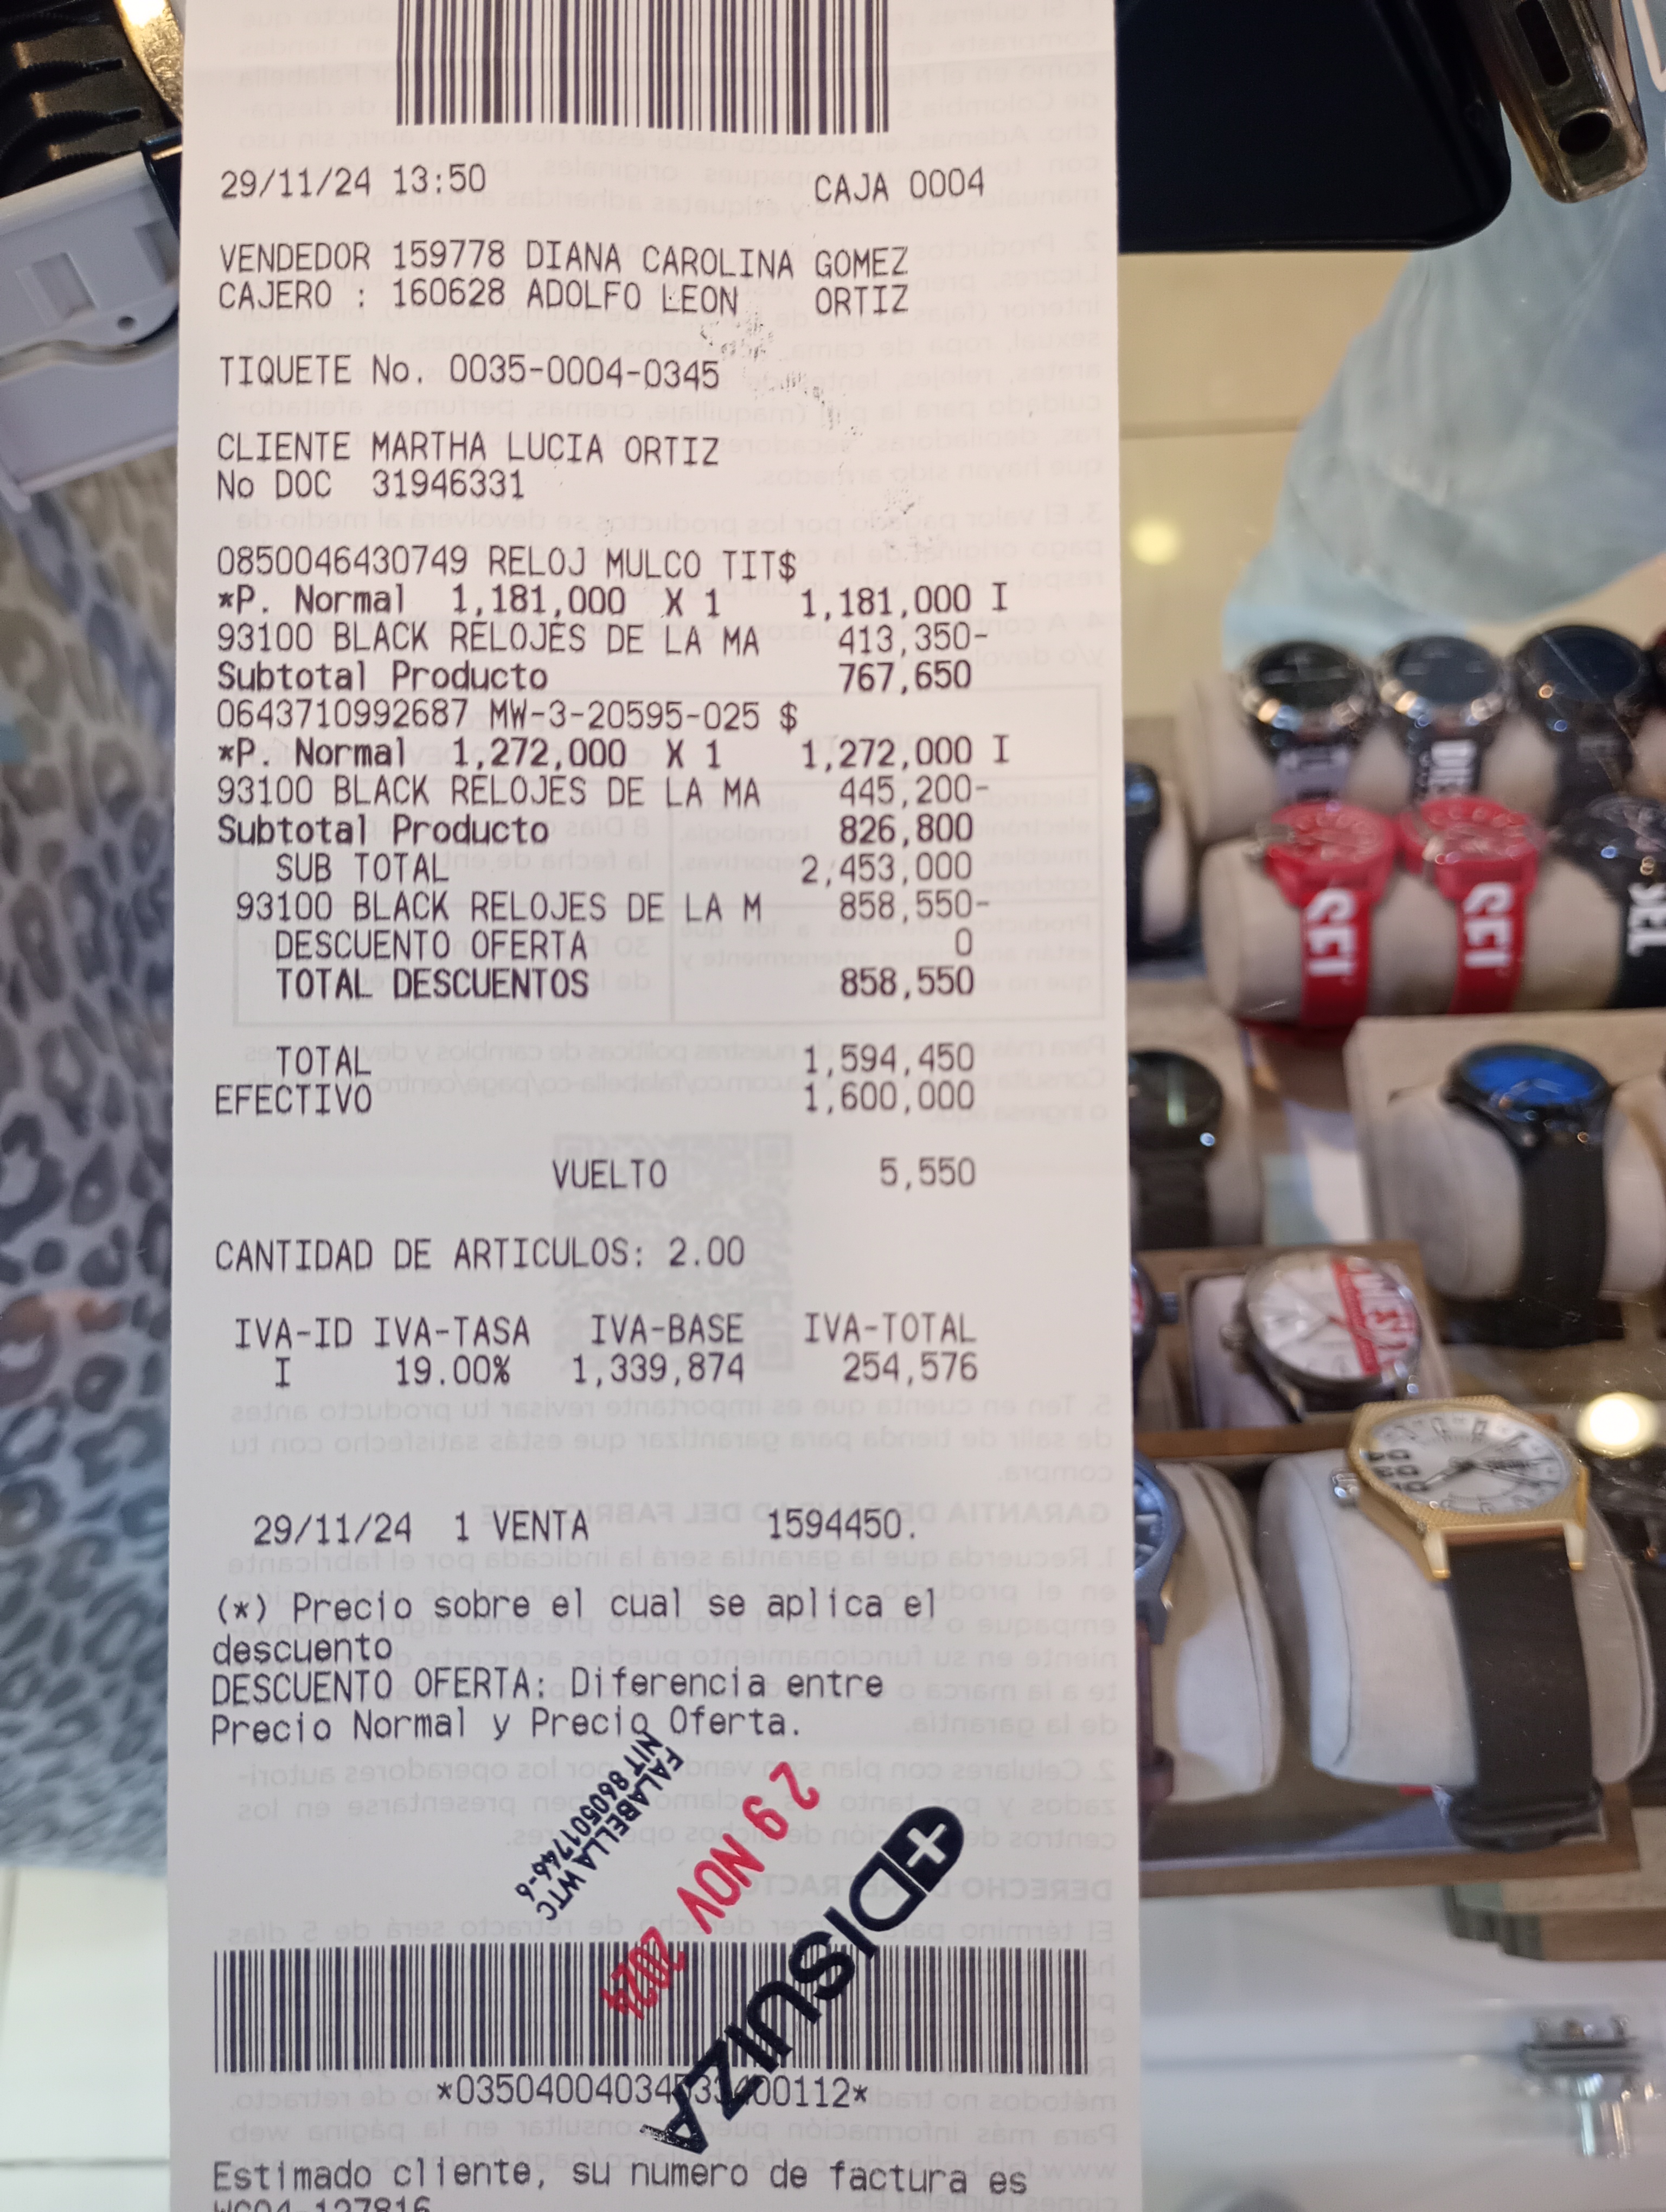 29/11/24 13:50 CAJA 0004
VENDEDOR 159778 DIANA CAROLINA GOMEZ
CAJERO : 160628 ADOLFO LEON ORTIZ
TIQUETE No. 0035-0004-0345
CLIENTE MARTHA LUCIA ORTIZ
No DOC 31946331
0850046430749 RELOJ MULCO TIT$
*P. Normal 1,181,000 X 1 1,181,000 I
93100 BLACK RELOJES DE LA MA 413,350-
Subtotal Producto 767,650
0643710992687 MW-3-20595-025 $
*P. Normal 1,272,000 X 1 1,272,000 I
93100 BLACK RELOJES DE LA MA 445,200-
Subtotal Producto 826,800
SUB TOTAL 2,453,000
93100 BLACK RELOJES DE LA M 858,550-
DESCUENTO OFERTA 0
TOTAL DESCUENTOS 858,550
TOTAL 1,594,450
EFECTIVO 1,600,000
VUELTO 5,550
CANTIDAD DE ARTICULOS: 2.00
IVA-ID IVA-TASA IVA-BASE IVA-TOTAL
I 19.00% 1,339,874 254,576
29/11/24 1 VENTA 1594450.
(*) Precio sobre el cual se aplica el
descuento
DESCUENTO OFERTA: Diferencia entre
Precio Normal y Precio Oferta.
FALABELLA WTC
NIT 860501746-6
29 NOV 2024
DISUIZA
Estimado cliente, su numero de factura es